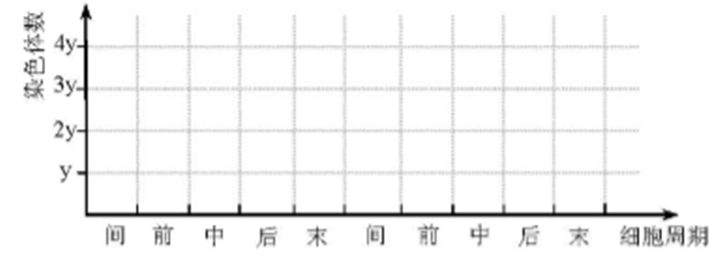 染色体数
4y
3y
2y
y
间 前 中 后 末 间 前 中 后 末 细胞周期